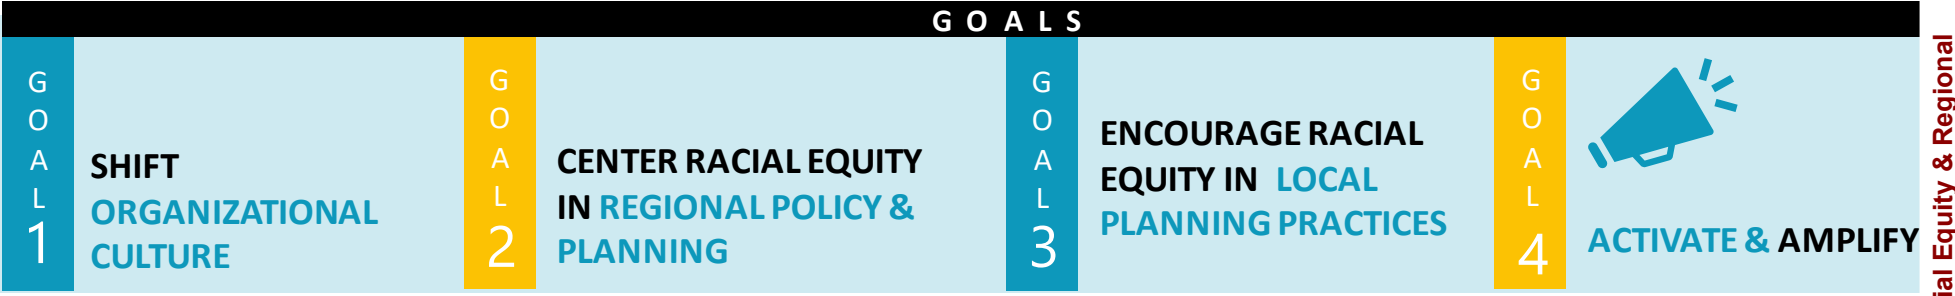 GOALS
GOAL 1
SHIFT
ORGANIZATIONAL
CULTURE
GOAL 2
CENTER RACIAL EQUITY
IN REGIONAL POLICY &
PLANNING
GOAL 3
ENCOURAGE RACIAL
EQUITY IN LOCAL
PLANNING PRACTICES
GOAL 4
ACTIVATE & AMPLIFY
Equity & Regional